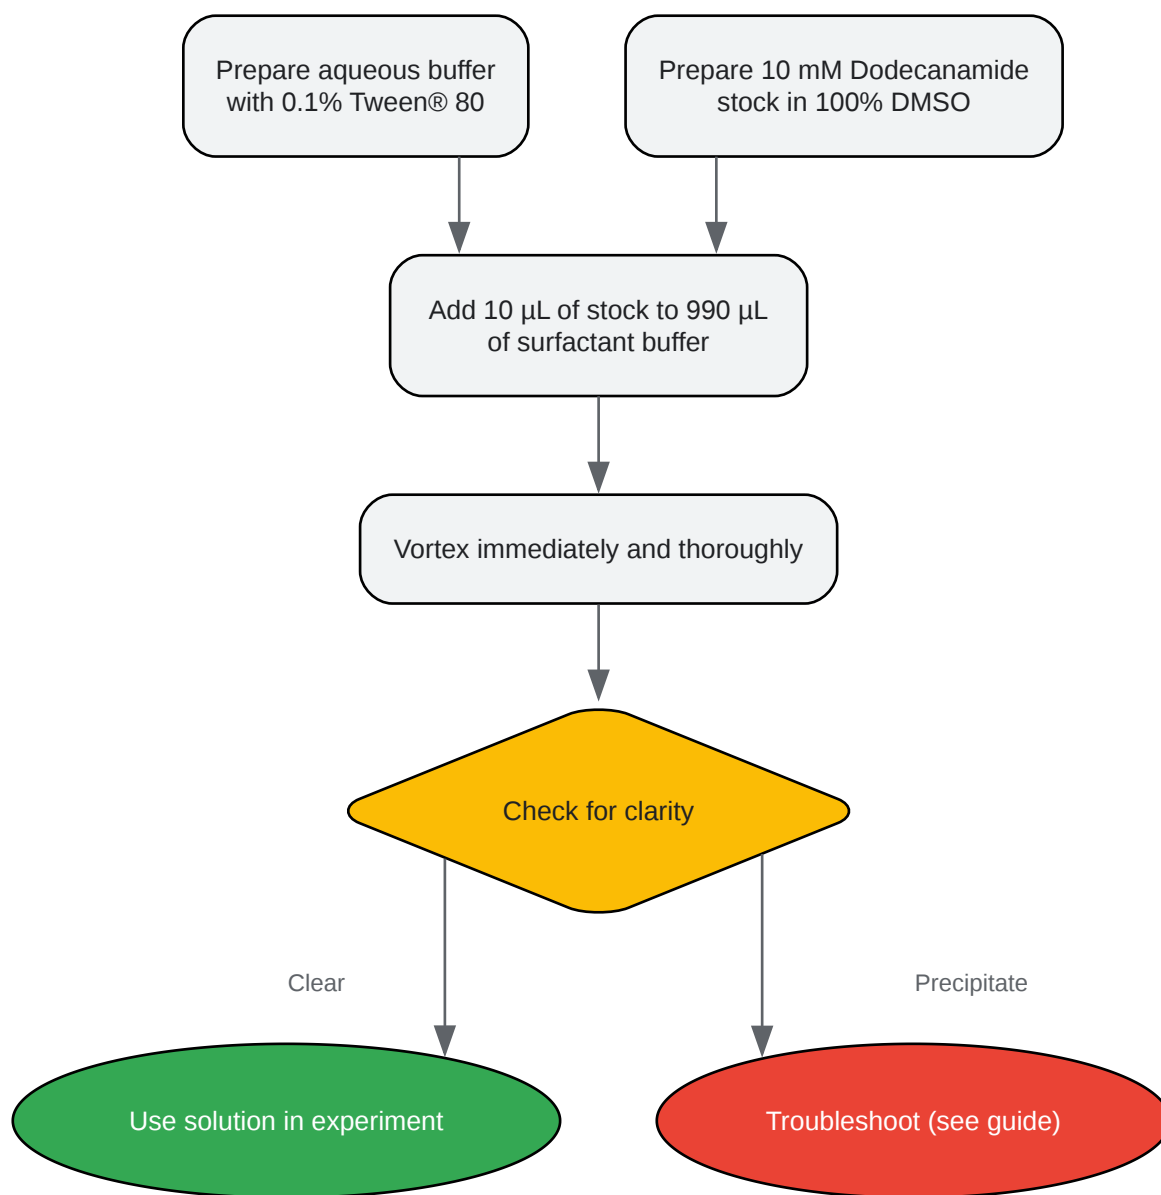 Prepare aqueous buffer
with 0.1% Tween® 80
Prepare 10 mM Dodecanamide
stock in 100% DMSO
Add 10 µL of stock to 990 µL
of surfactant buffer
Vortex immediately and thoroughly
Check for clarity
Clear
Precipitate
Use solution in experiment
Troubleshoot (see guide)